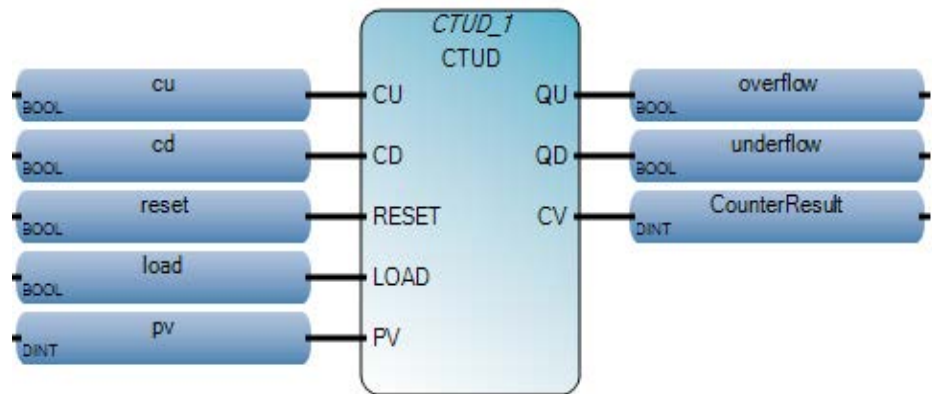 CTUD_1
CTUD
cu
BOOL
CU
QU
overflow
BOOL
cd
BOOL
CD
QD
underflow
BOOL
reset
BOOL
RESET
CV
CounterResult
DINT
load
BOOL
LOAD
pv
DINT
PV